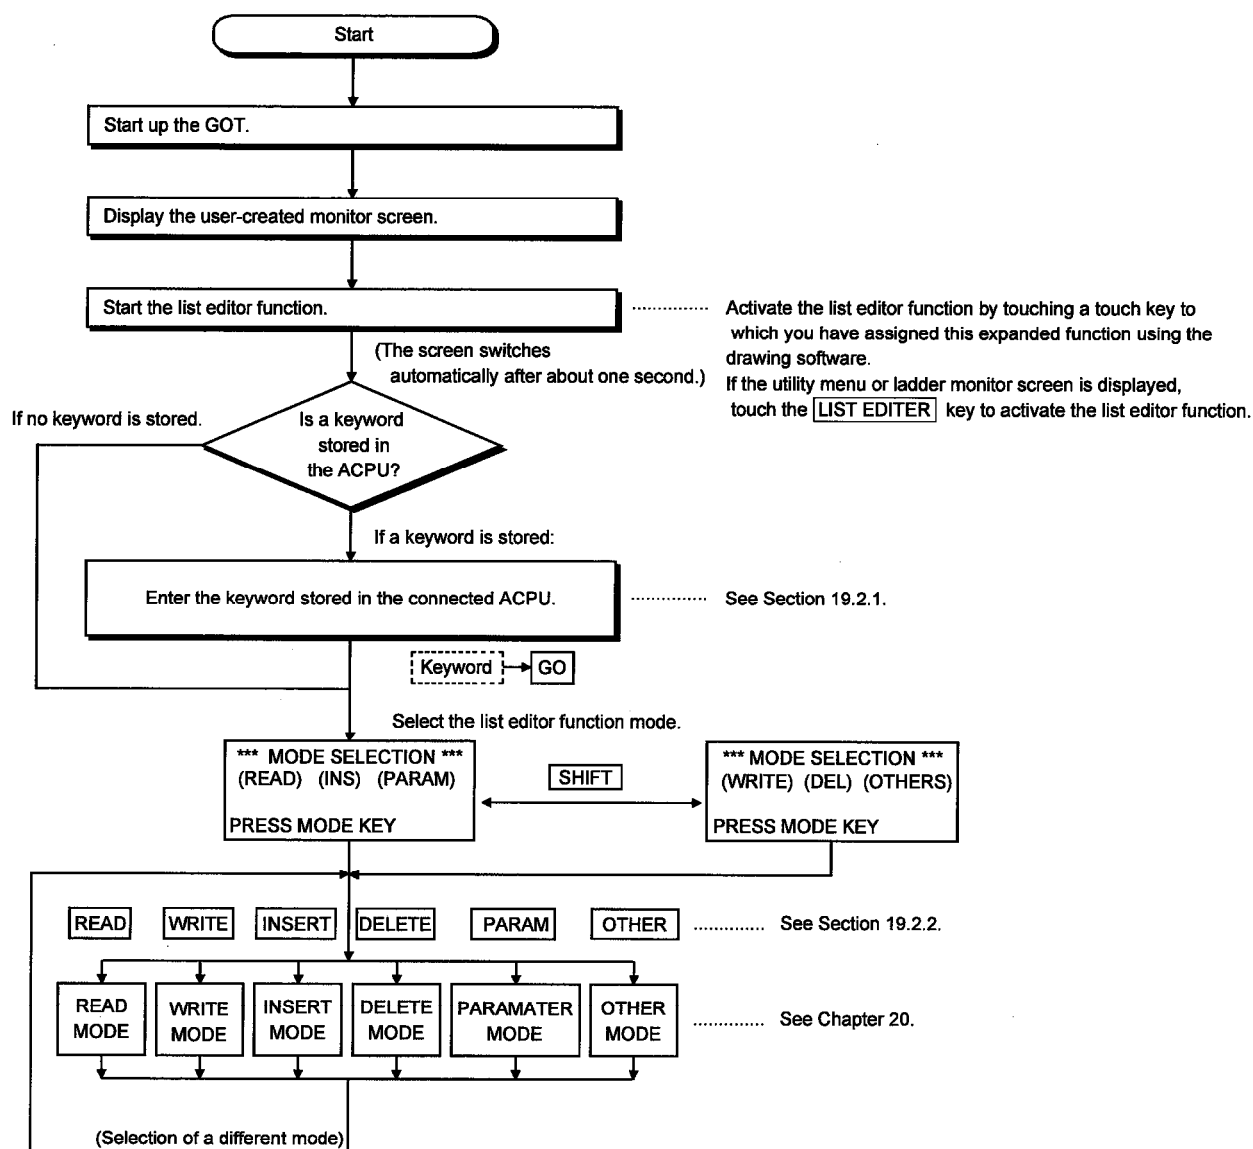 Start
Start up the GOT.
Display the user-created monitor screen.
Start the list editor function.
Activate the list editor function by touching a touch key to
which you have assigned this expanded function using the
drawing software.
If the utility menu or ladder monitor screen is displayed,
touch the LIST EDITER key to activate the list editor function.
(The screen switches
automatically after about one second.)
If no keyword is stored.
Is a keyword
stored in
the ACPU?
If a keyword is stored:
Enter the keyword stored in the connected ACPU.
See Section 19.2.1.
Keyword GO
Select the list editor function mode.
*** MODE SELECTION ***
(READ) (INS) (PARAM)
PRESS MODE KEY
SHIFT
*** MODE SELECTION ***
(WRITE) (DEL) (OTHERS)
PRESS MODE KEY
READ WRITE INSERT DELETE PARAM OTHER
See Section 19.2.2.
READ
MODE
WRITE
MODE
INSERT
MODE
DELETE
MODE
PARAMATER
MODE
OTHER
MODE
See Chapter 20.
(Selection of a different mode)